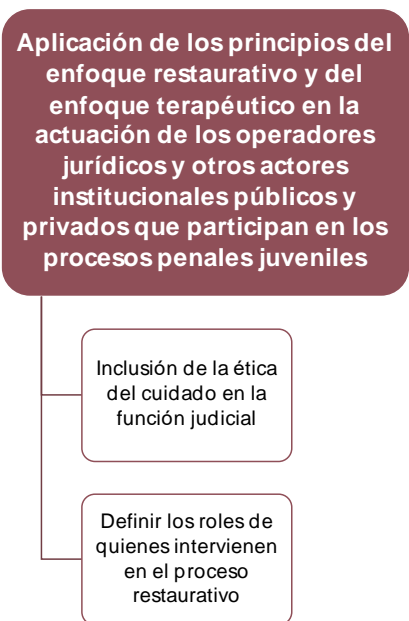 Aplicación de los principios del
enfoque restaurativo y del
enfoque terapéutico en la
actuación de los operadores
jurídicos y otros actores
institucionales públicos y
privados que participan en los
procesos penales juveniles
Inclusión de la ética
del cuidado en la
función judicial
Definir los roles de
quienes intervienen
en el proceso
restaurativo